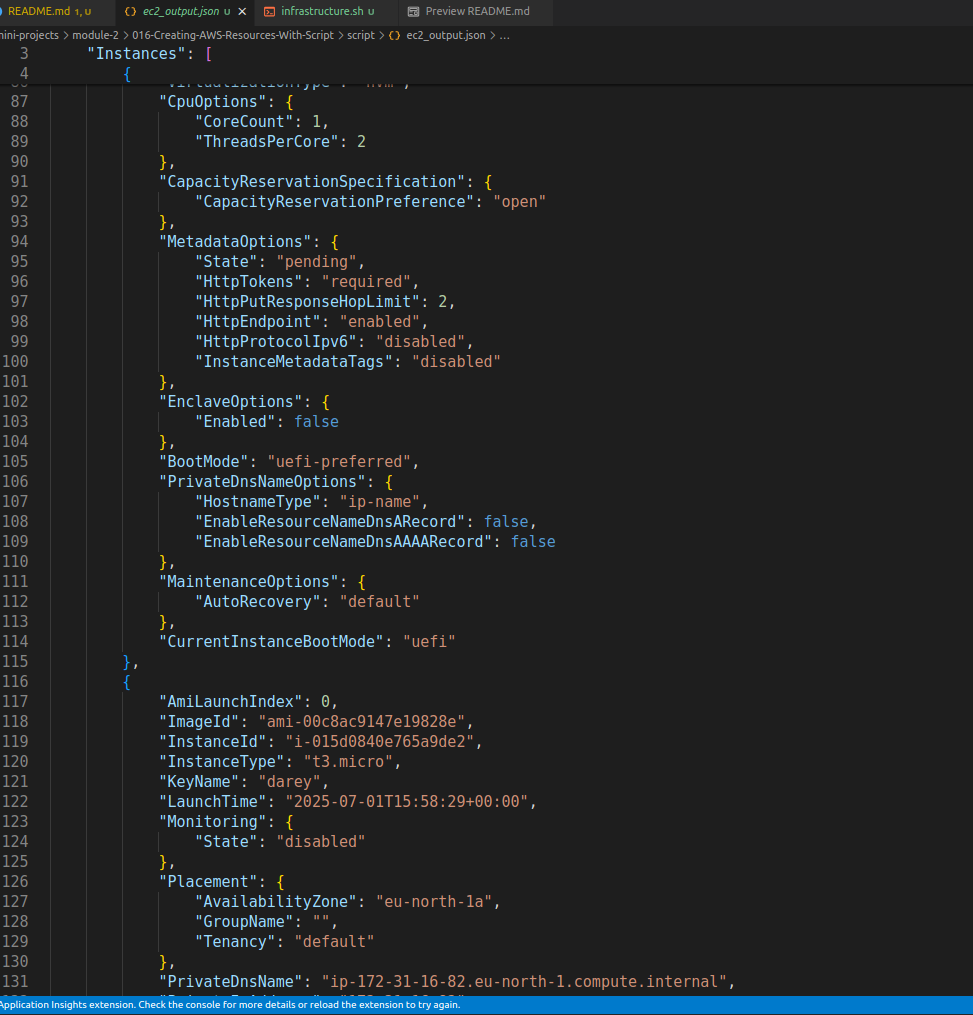 README.md 1, U
{} ec2_output.json U ×
infrastructure.sh U
Preview README.md
mini-projects > module-2 > 016-Creating-AWS-Resources-With-Script > script > {} ec2_output.json > ...
3 "Instances": [
4 {
87 "CpuOptions": {
88 "CoreCount": 1,
89 "ThreadsPerCore": 2
90 },
91 "CapacityReservationSpecification": {
92 "CapacityReservationPreference": "open"
93 },
94 "MetadataOptions": {
95 "State": "pending",
96 "HttpTokens": "required",
97 "HttpPutResponseHopLimit": 2,
98 "HttpEndpoint": "enabled",
99 "HttpProtocolIpv6": "disabled",
100 "InstanceMetadataTags": "disabled"
101 },
102 "EnclaveOptions": {
103 "Enabled": false
104 },
105 "BootMode": "uefi-preferred",
106 "PrivateDnsNameOptions": {
107 "HostnameType": "ip-name",
108 "EnableResourceNameDnsARecord": false,
109 "EnableResourceNameDnsAAAARecord": false
110 },
111 "MaintenanceOptions": {
112 "AutoRecovery": "default"
113 },
114 "CurrentInstanceBootMode": "uefi"
115 },
116 {
117 "AmiLaunchIndex": 0,
118 "ImageId": "ami-00c8ac9147e19828e",
119 "InstanceId": "i-015d0840e765a9de2",
120 "InstanceType": "t3.micro",
121 "KeyName": "darey",
122 "LaunchTime": "2025-07-01T15:58:29+00:00",
123 "Monitoring": {
124 "State": "disabled"
125 },
126 "Placement": {
127 "AvailabilityZone": "eu-north-1a",
128 "GroupName": "",
129 "Tenancy": "default"
130 },
131 "PrivateDnsName": "ip-172-31-16-82.eu-north-1.compute.internal",
Application Insights extension. Check the console for more details or reload the extension to try again.